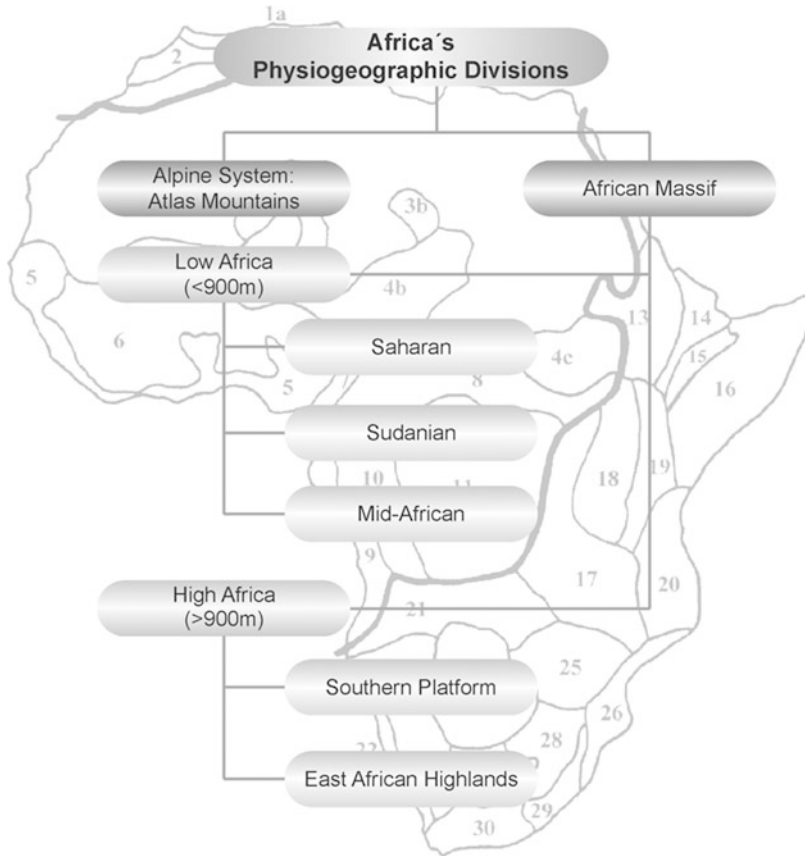 1a
2
Africa´s
Physiogeographic Divisions
Alpine System:
Atlas Mountains
African Massif
3b
Low Africa
(<900m)
5
4b
13
14
6
Saharan
4c
15
5
8
16
Sudanian
10
18
19
Mid-African
9
17
20
High Africa
(>900m)
21
25
Southern Platform
26
28
East African Highlands
29
30